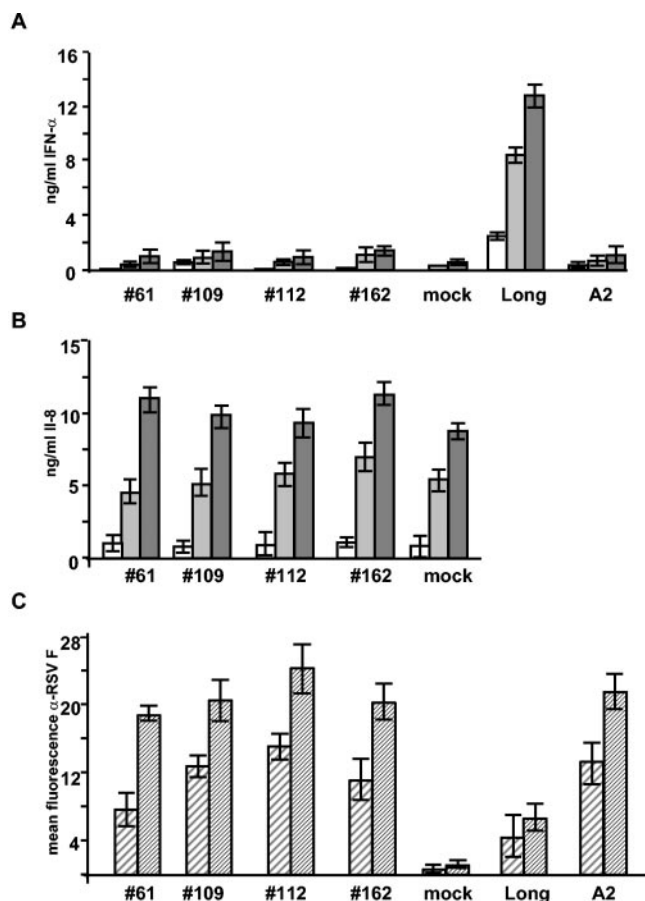 A
ng/ml IFN-α
16
12
8
4
0
#61 #109 #112 #162 mock Long A2
B
ng/ml Il-8
15
10
5
0
#61 #109 #112 #162 mock
C
mean fluorescence α-RSV F
28
20
12
4
#61 #109 #112 #162 mock Long A2